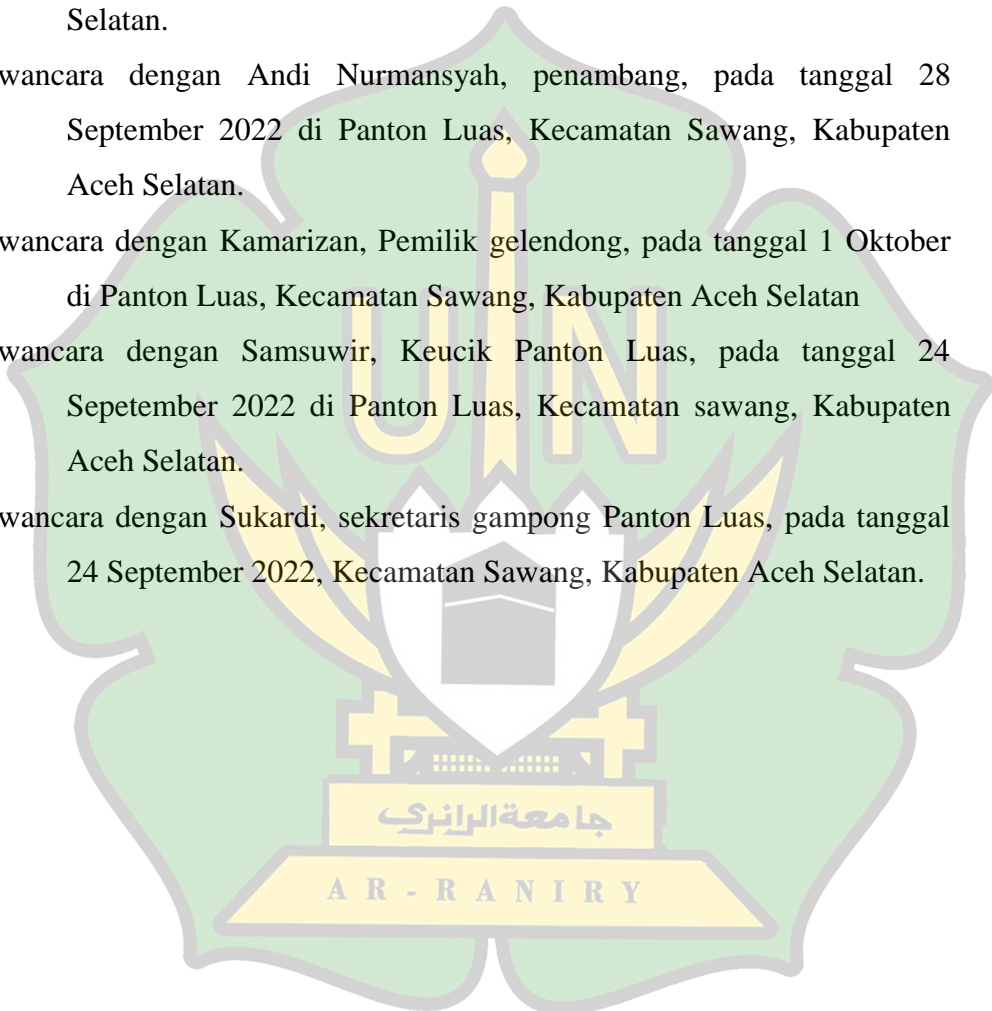 Selatan.
wancara dengan Andi Nurmansyah, penambang, pada tanggal 28
September 2022 di Panton Luas, Kecamatan Sawang, Kabupaten
Aceh Selatan.
wancara dengan Kamarizan, Pemilik gelendong, pada tanggal 1 Oktober
di Panton Luas, Kecamatan Sawang, Kabupaten Aceh Selatan
wancara dengan Samsuwir, Keucik Panton Luas, pada tanggal 24
Sepetember 2022 di Panton Luas, Kecamatan sawang, Kabupaten
Aceh Selatan.
wancara dengan Sukardi, sekretaris gampong Panton Luas, pada tanggal
24 September 2022, Kecamatan Sawang, Kabupaten Aceh Selatan.
UIN
جامعة الرانري
AR-RANIRY